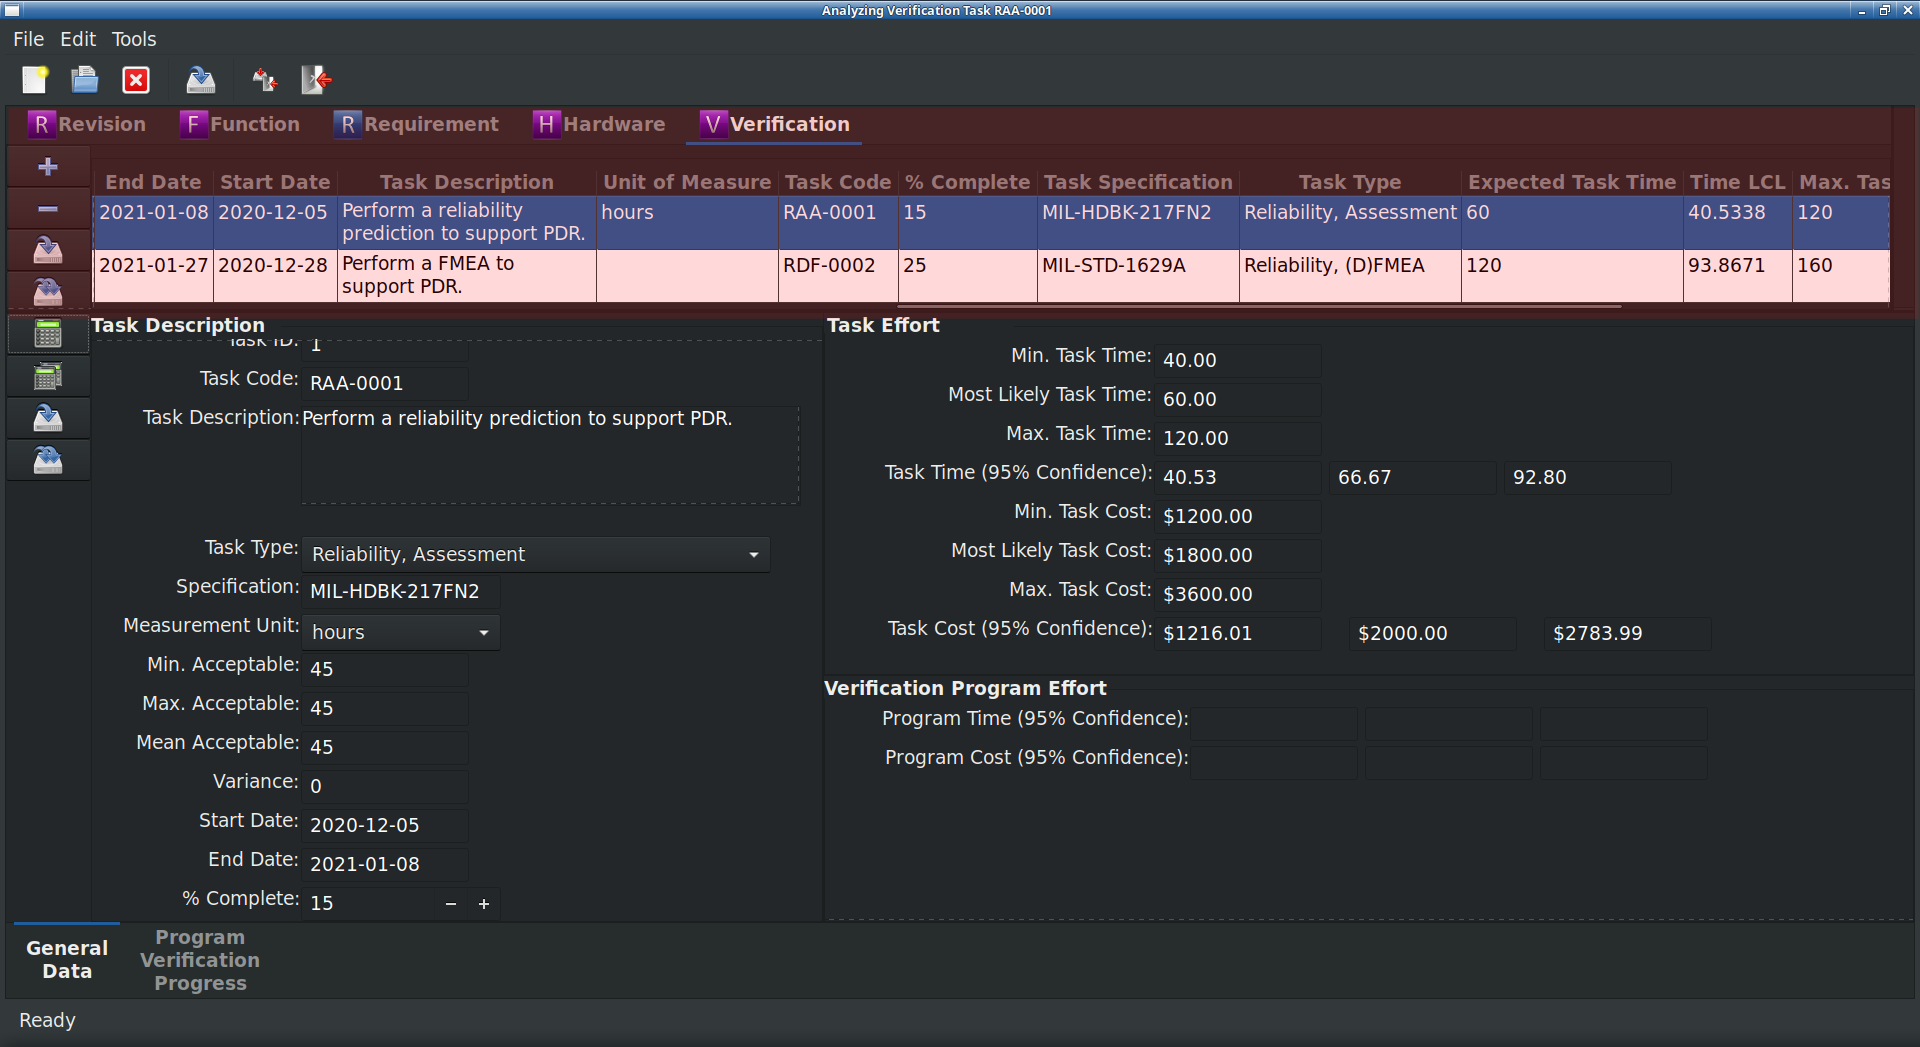 Analyzing Verification Task RAA-0001
File Edit Tools
R Revision F Function R Requirement H Hardware V Verification
End Date Start Date Task Description Unit of Measure Task Code % Complete Task Specification Task Type Expected Task Time Time LCL Max. Tas
2021-01-08 2020-12-05 Perform a reliability prediction to support PDR. hours RAA-0001 15 MIL-HDBK-217FN2 Reliability, Assessment 60 40.5338 120
2021-01-27 2020-12-28 Perform a FMEA to support PDR. RDF-0002 25 MIL-STD-1629A Reliability, (D)FMEA 120 93.8671 160
Task Description
Task ID: 1
Task Code: RAA-0001
Task Description: Perform a reliability prediction to support PDR.
Task Type: Reliability, Assessment
Specification: MIL-HDBK-217FN2
Measurement Unit: hours
Min. Acceptable: 45
Max. Acceptable: 45
Mean Acceptable: 45
Variance: 0
Start Date: 2020-12-05
End Date: 2021-01-08
% Complete: 15 − +
Task Effort
Min. Task Time: 40.00
Most Likely Task Time: 60.00
Max. Task Time: 120.00
Task Time (95% Confidence): 40.53 66.67 92.80
Min. Task Cost: $1200.00
Most Likely Task Cost: $1800.00
Max. Task Cost: $3600.00
Task Cost (95% Confidence): $1216.01 $2000.00 $2783.99
Verification Program Effort
Program Time (95% Confidence):
Program Cost (95% Confidence):
General
Data
Program
Verification
Progress
Ready